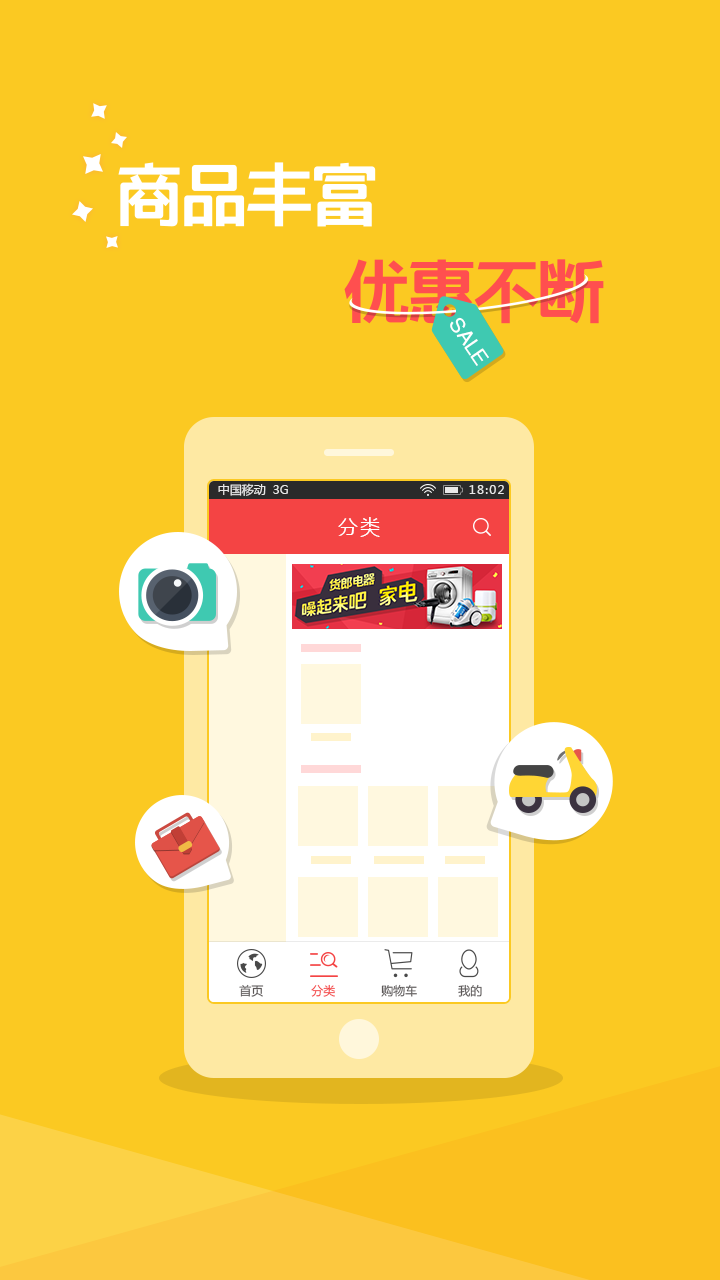 商品丰富
优惠不断
SALE
中国移动 3G 18:02
分类
货郎电器
噪起来吧 家电
首页 分类 购物车 我的